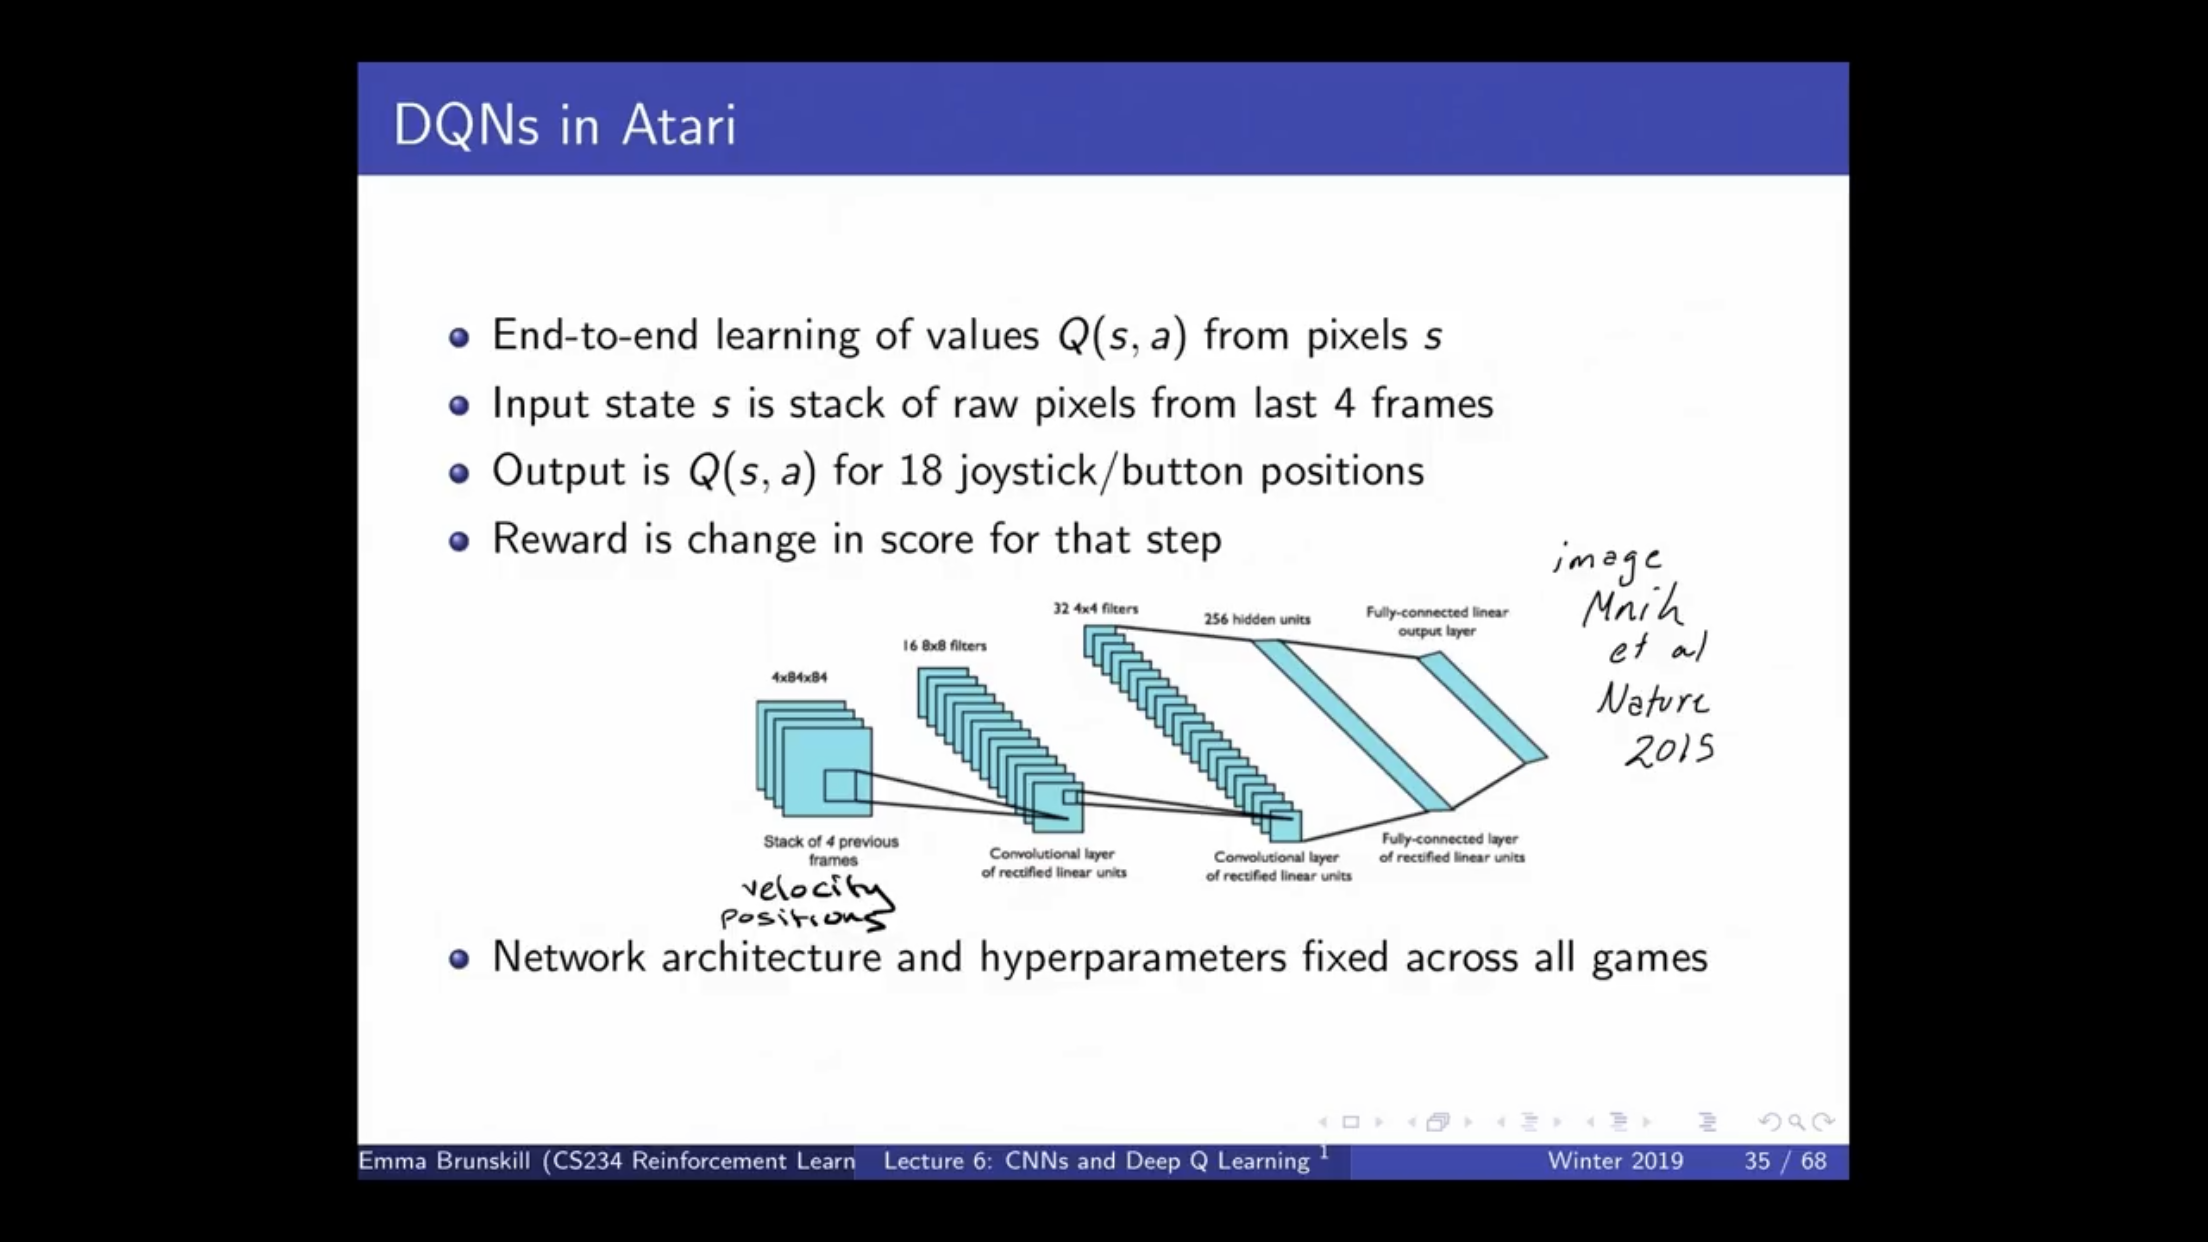 DQNs in Atari
End-to-end learning of values Q(s, a) from pixels s
Input state s is stack of raw pixels from last 4 frames
Output is Q(s, a) for 18 joystick/button positions
Reward is change in score for that step
image
Mnih
et al
Nature
2015
4x84x84
16 8x8 filters
32 4x4 filters
256 hidden units
Fully-connected linear
output layer
Stack of 4 previous
frames
velocity
positions
Convolutional layer
of rectified linear units
Convolutional layer
of rectified linear units
Fully-connected layer
of rectified linear units
Network architecture and hyperparameters fixed across all games
Emma Brunskill (CS234 Reinforcement Learn Lecture 6: CNNs and Deep Q Learning 1 Winter 2019 35 / 68